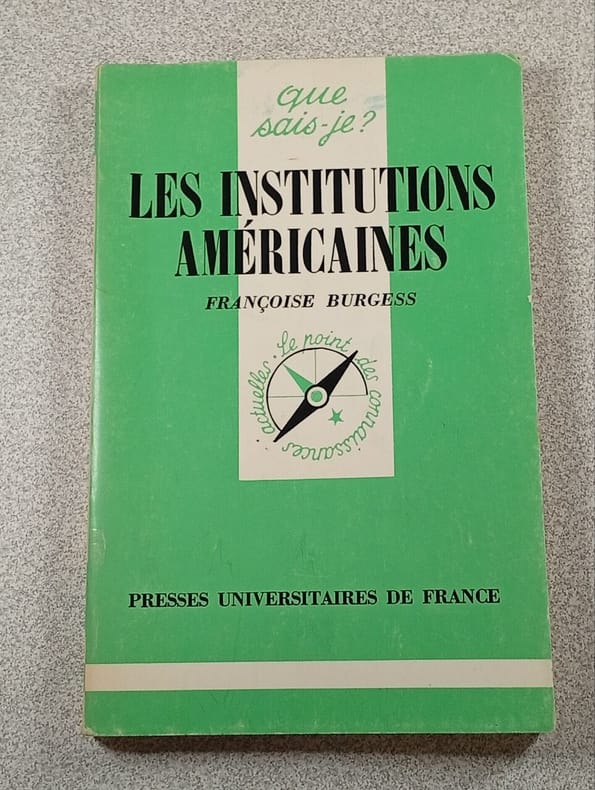 que
sais-je?
LES INSTITUTIONS
AMÉRICAINES
FRANÇOISE BURGESS
Le point des connaissances actuelles
PRESSES UNIVERSITAIRES DE FRANCE